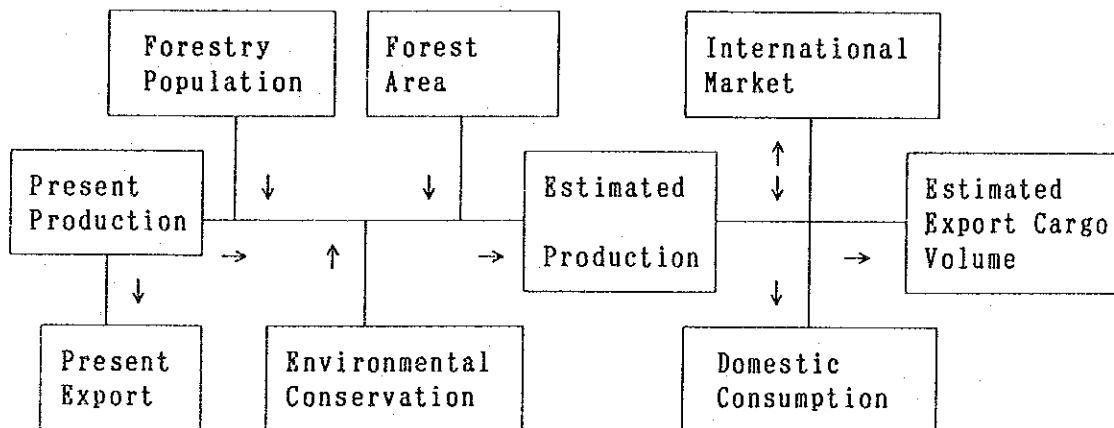 Forestry
Population
Forest
Area
International
Market
Present
Production
Estimated
Production
Estimated
Export Cargo
Volume
Present
Export
Environmental
Conservation
Domestic
Consumption